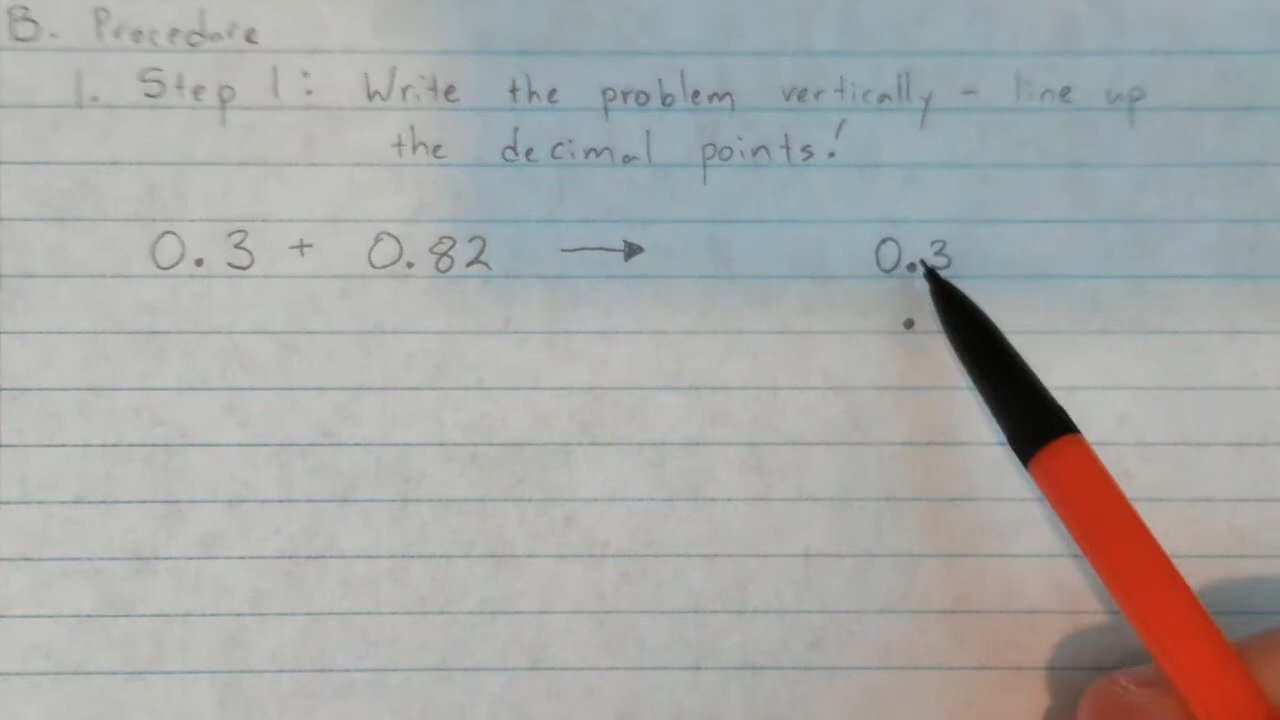 B. Procedure
1. Step 1: Write the problem vertically - line up
the decimal points!
0.3 + 0.82 → 0.3
.